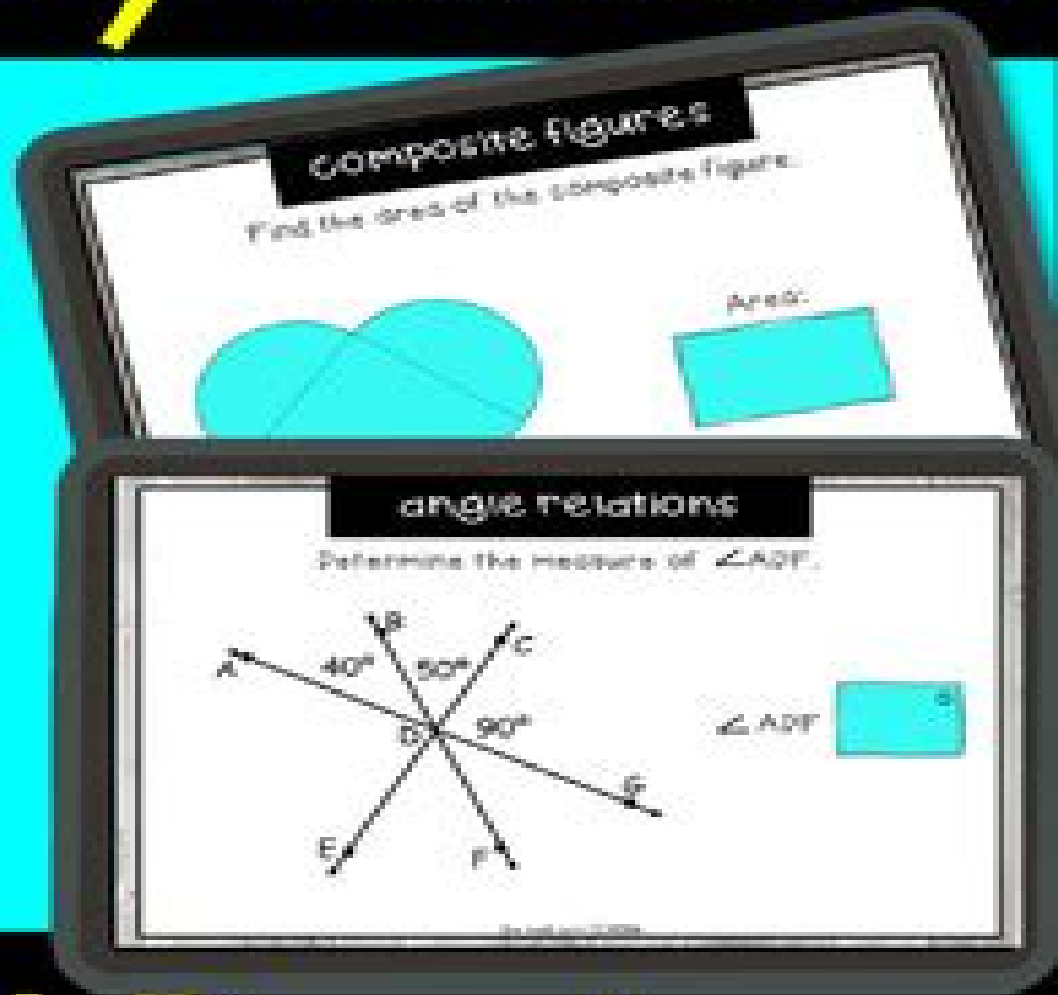 composite figures
Find the area of the composite figure.
Area:
angle relations
Determine the measure of ∠ADF.
B
C
A
40°
50°
D
90°
∠ADF
°
G
E
F